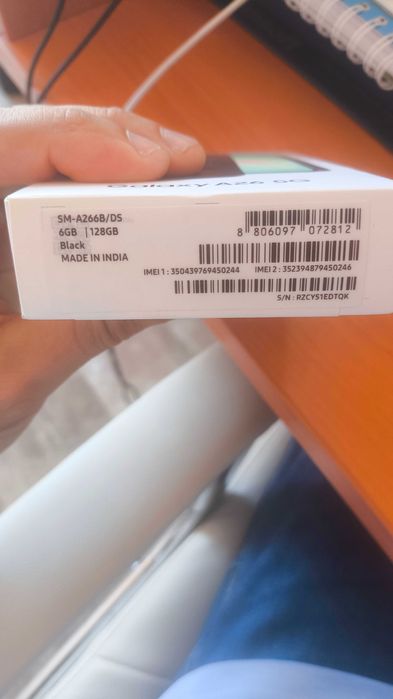 Galaxy A26 5G
SM-A266B/DS
6GB | 128GB
Black
MADE IN INDIA
8 806097 072812
IMEI 1 : 350439769450244 IMEI 2 : 352394879450246
S/N : RZCYS1EDTQK